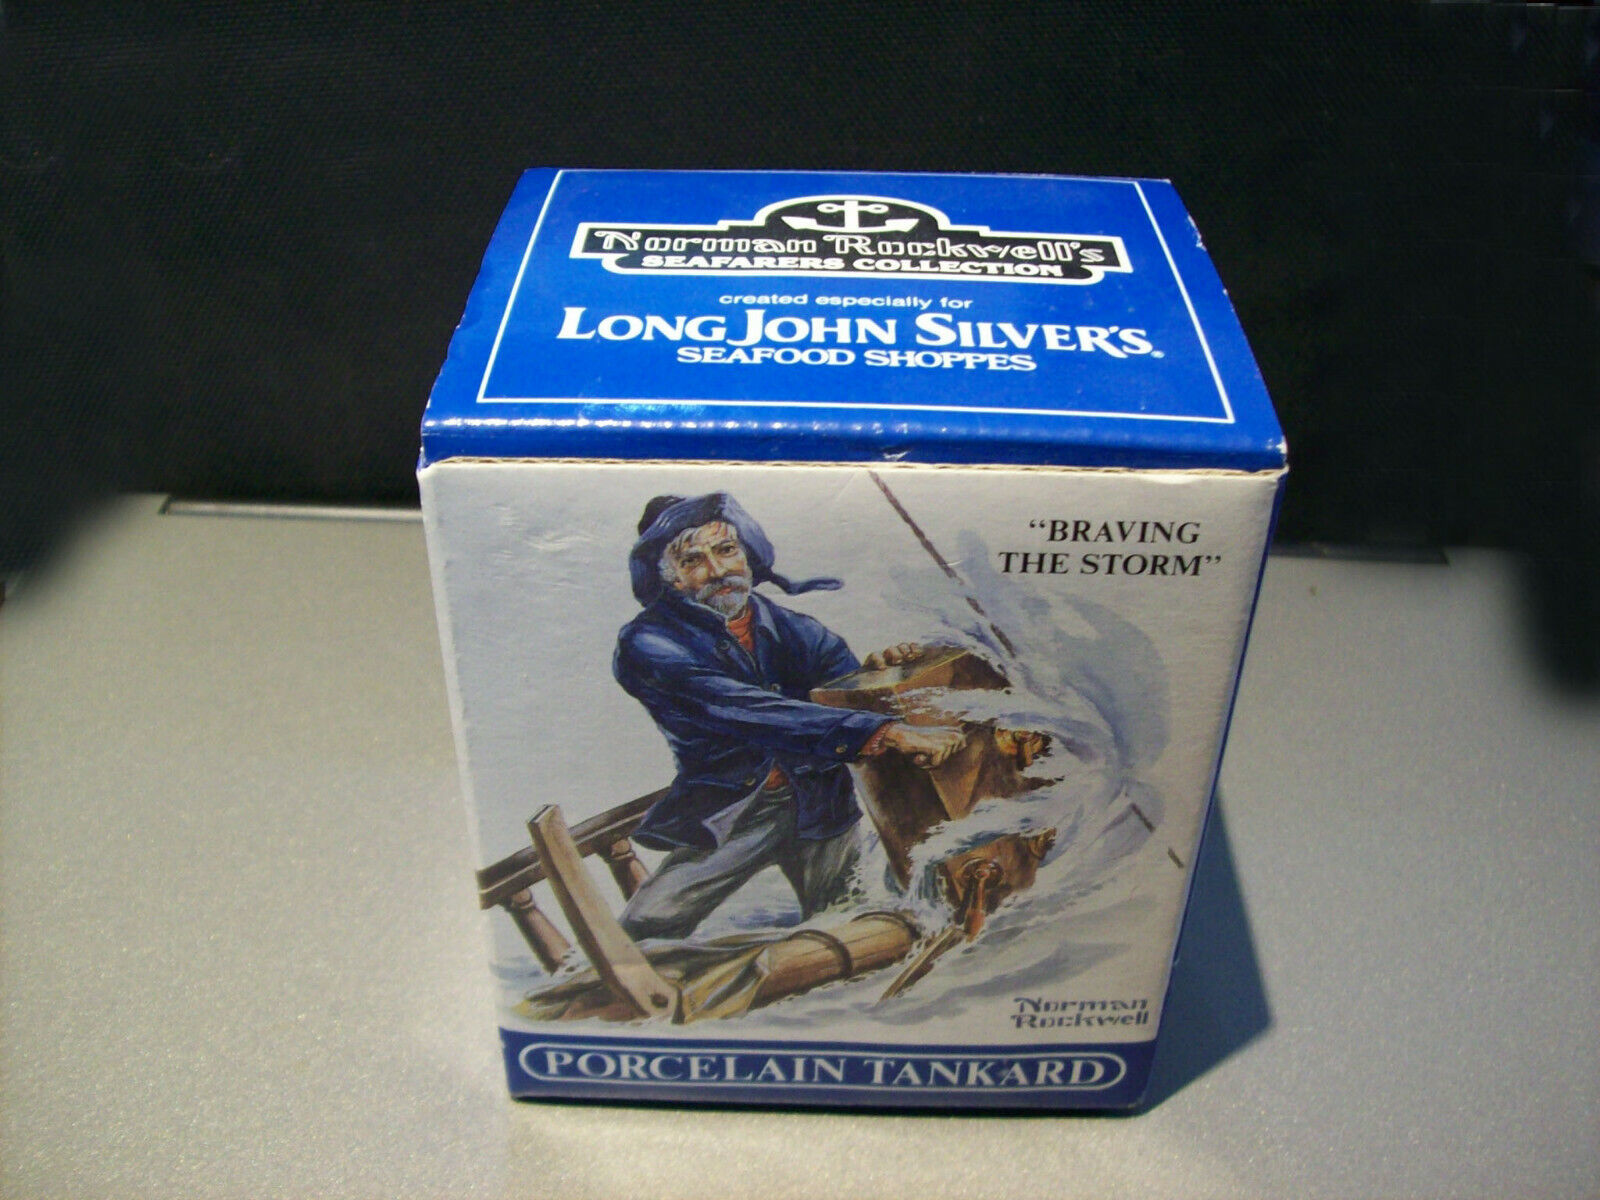 Norman Rockwell's
SEAFARERS COLLECTION
created especially for
LONG JOHN SILVER'S®
SEAFOOD SHOPPES
“BRAVING
THE STORM”
Norman
Rockwell
PORCELAIN TANKARD